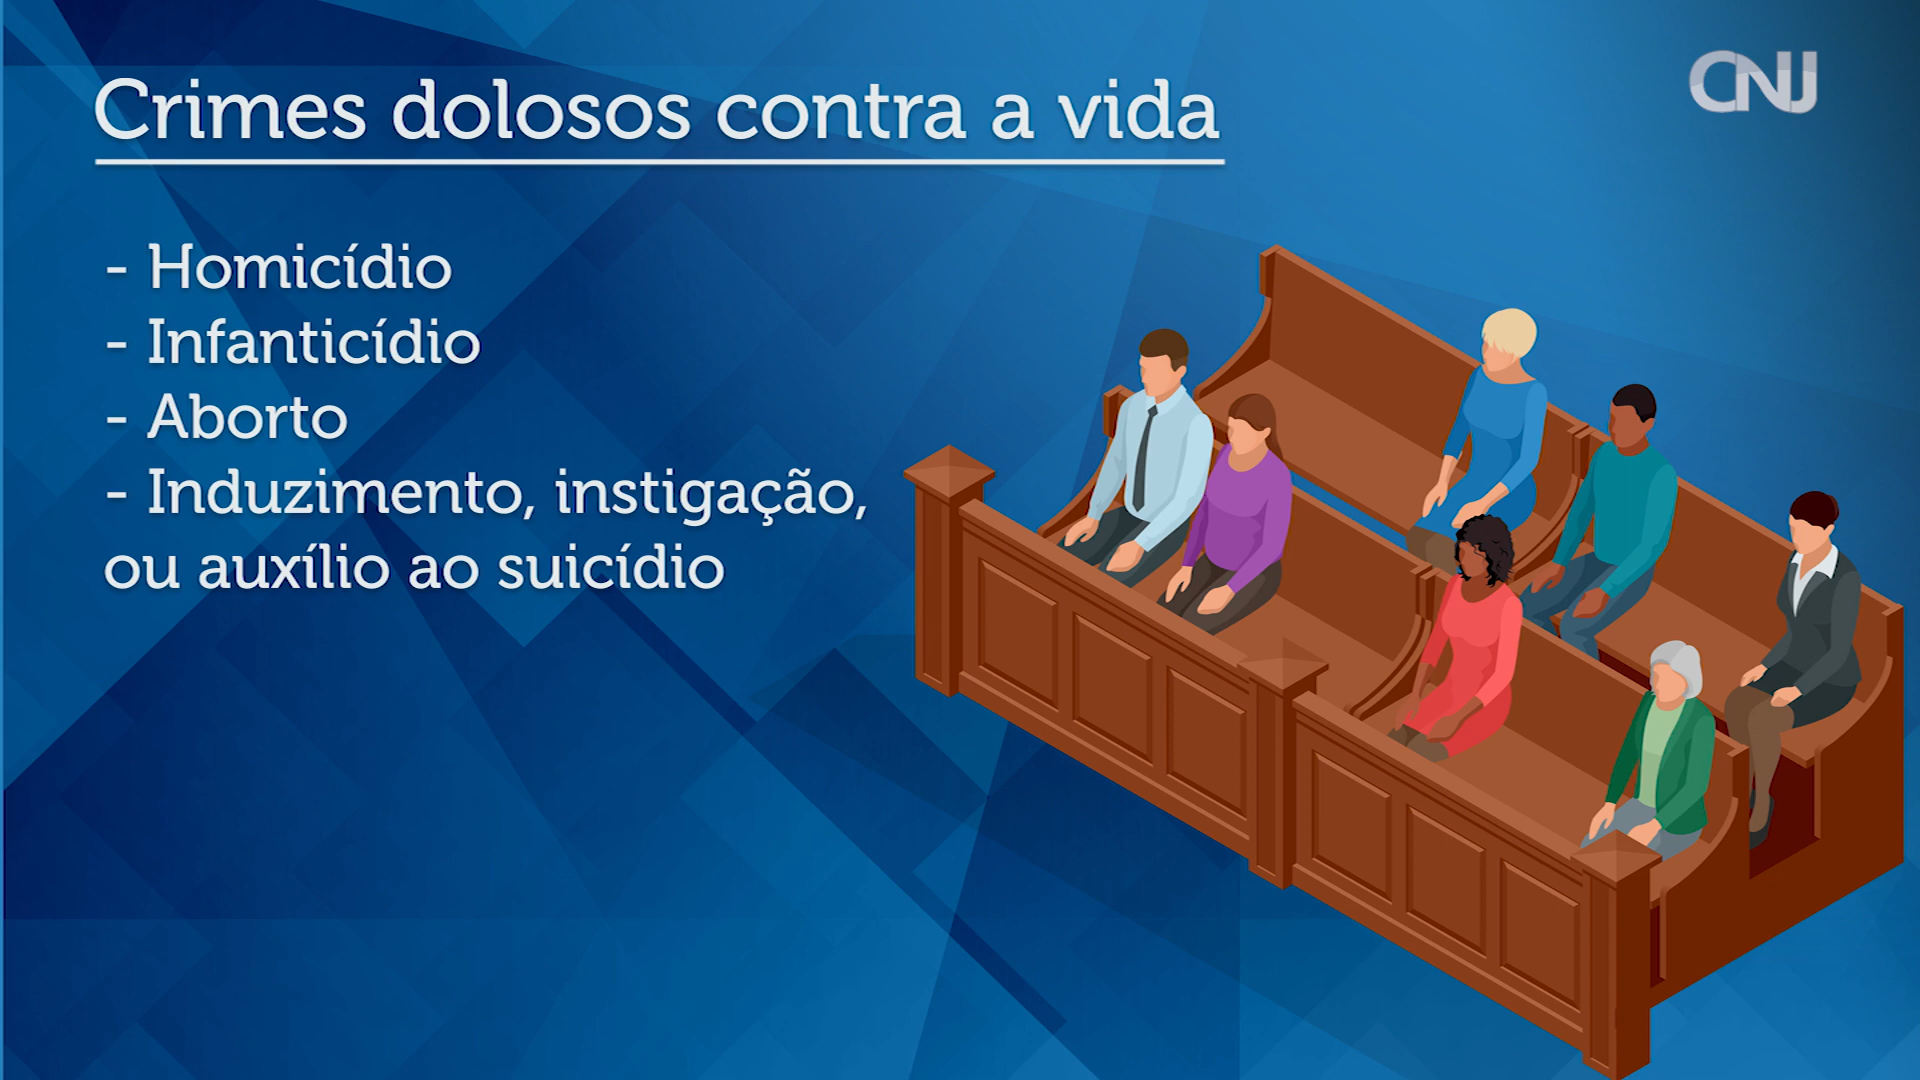 Crimes dolosos contra a vida
CNJ
- Homicídio
- Infanticídio
- Aborto
- Induzimento, instigação,
ou auxílio ao suicídio